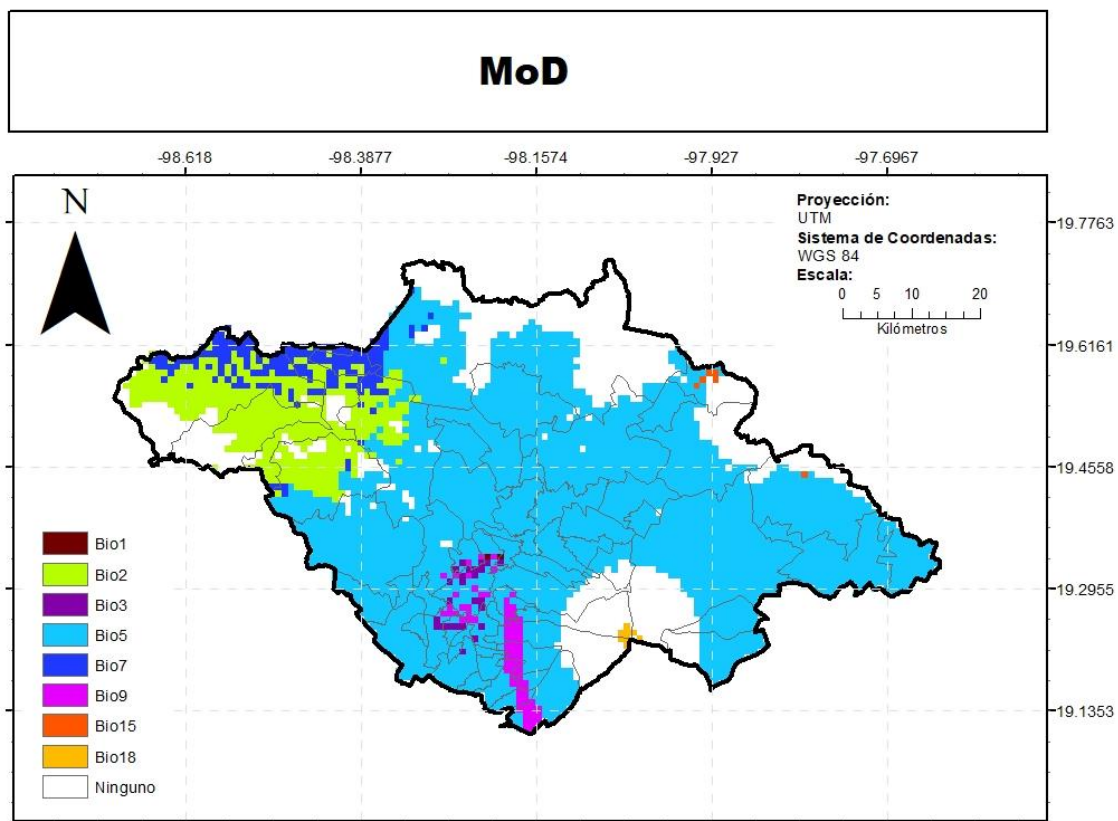 MoD
-98.618 -98.3877 -98.1574 -97.927 -97.6967
N
Proyección:
UTM
Sistema de Coordenadas:
WGS 84
Escala:
0 5 10 20
Kilómetros
19.7763
19.6161
19.4558
19.2955
19.1353
Bio1
Bio2
Bio3
Bio5
Bio7
Bio9
Bio15
Bio18
Ninguno